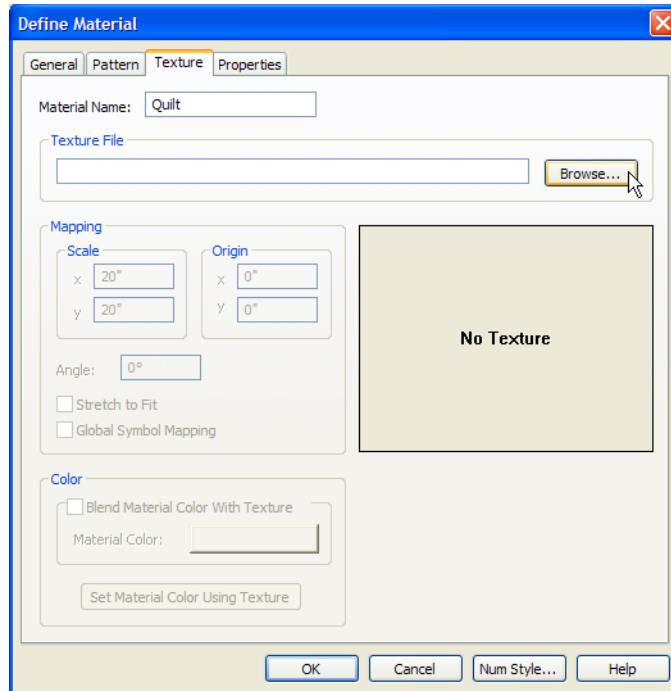 Define Material
General Pattern Texture Properties
Material Name: Quilt
Texture File
Browse...
Mapping
Scale Origin
x 20" x 0"
y 20" y 0"
No Texture
Angle: 0°
Stretch to Fit
Global Symbol Mapping
Color
Blend Material Color With Texture
Material Color:
Set Material Color Using Texture
OK Cancel Num Style... Help